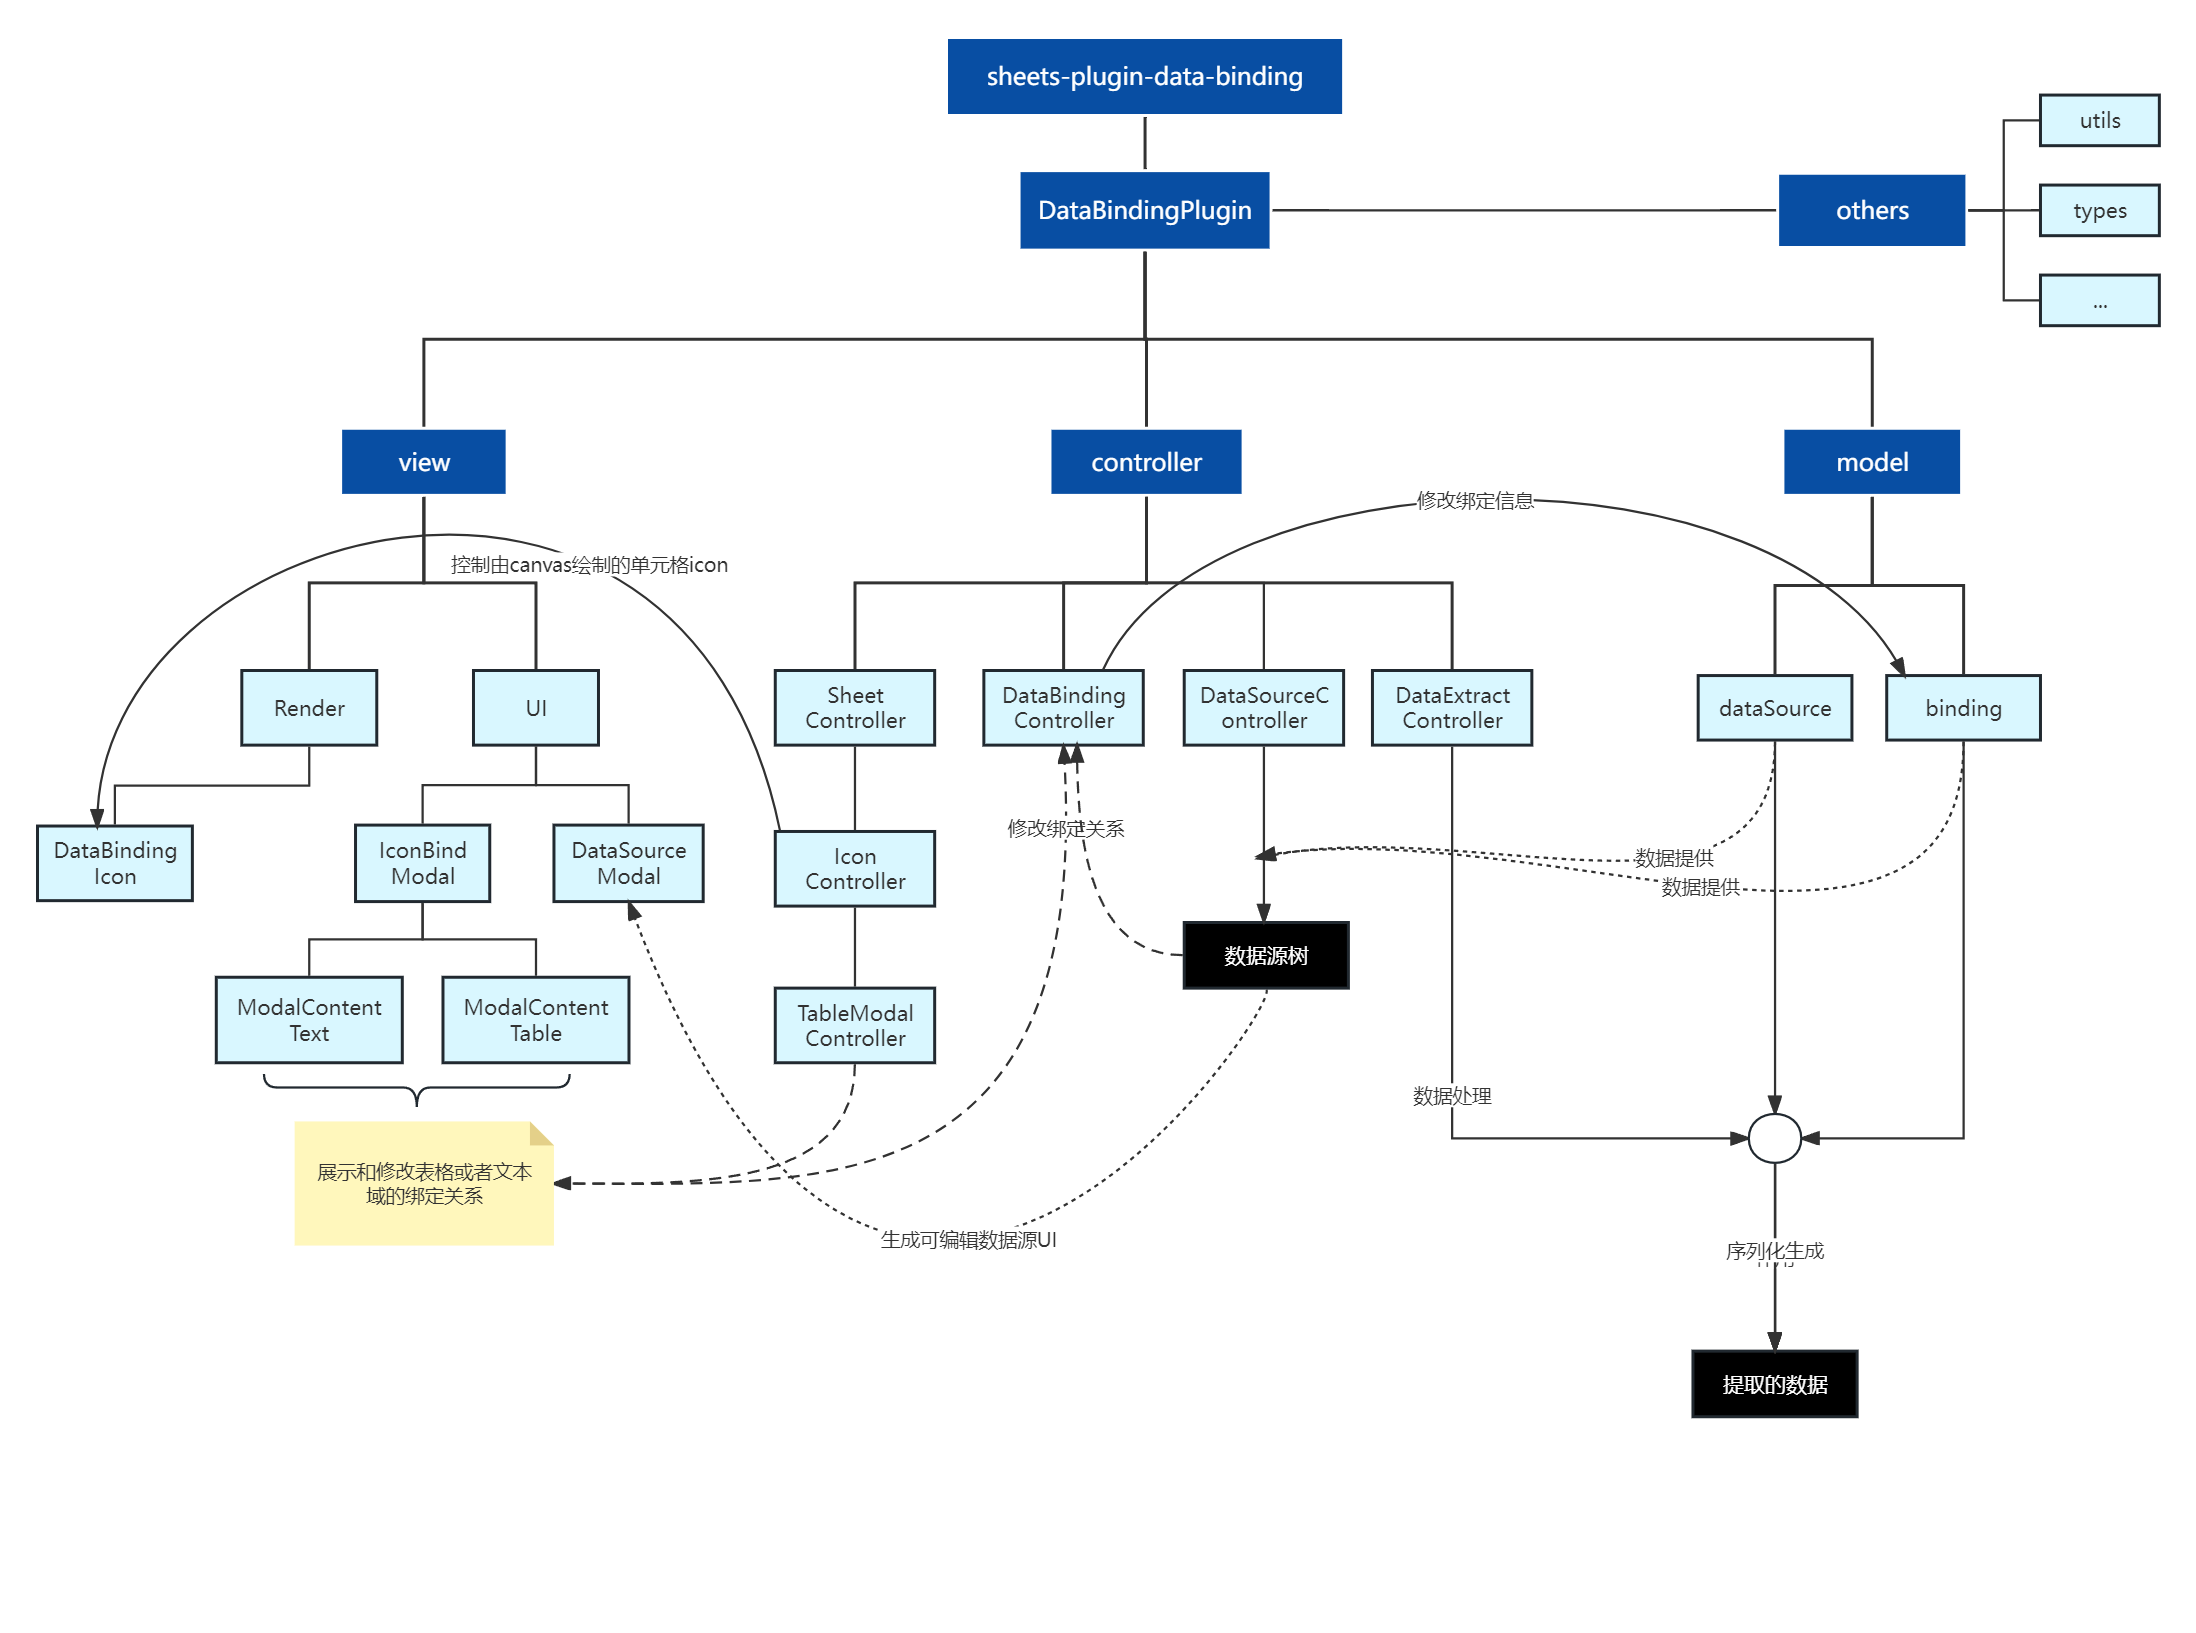 sheets-plugin-data-binding
utils
DataBindingPlugin
others
types
...
view
controller
model
修改绑定信息
控制由canvas绘制的单元格icon
Render
UI
Sheet
Controller
DataBinding
Controller
DataSourceC
ontroller
DataExtract
Controller
dataSource
binding
修改绑定关系
DataBinding
Icon
IconBind
Modal
DataSource
Modal
Icon
Controller
数据提供
数据提供
数据源树
ModalContent
Text
ModalContent
Table
TableModal
Controller
数据处理
展示和修改表格或者文本
域的绑定关系
生成可编辑数据源UI
序列化生成
提取的数据